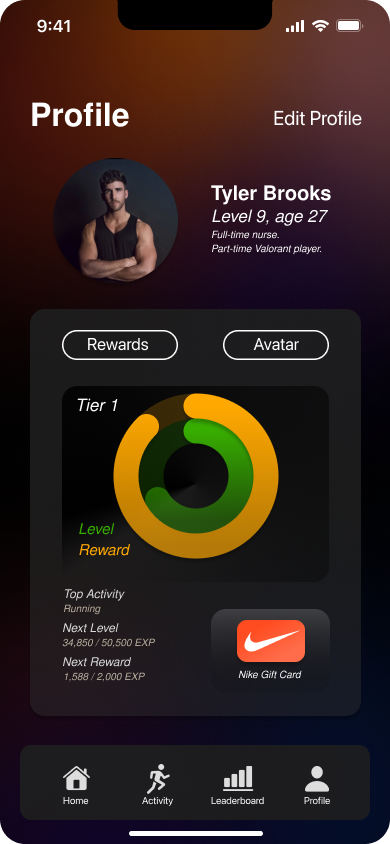 9:41
Profile
Edit Profile
Tyler Brooks
Level 9, age 27
Full-time nurse.
Part-time Valorant player.
Rewards
Avatar
Tier 1
Level
Reward
Top Activity
Running
Next Level
34,850 / 50,500 EXP
Next Reward
1,588 / 2,000 EXP
Nike Gift Card
Home
Activity
Leaderboard
Profile